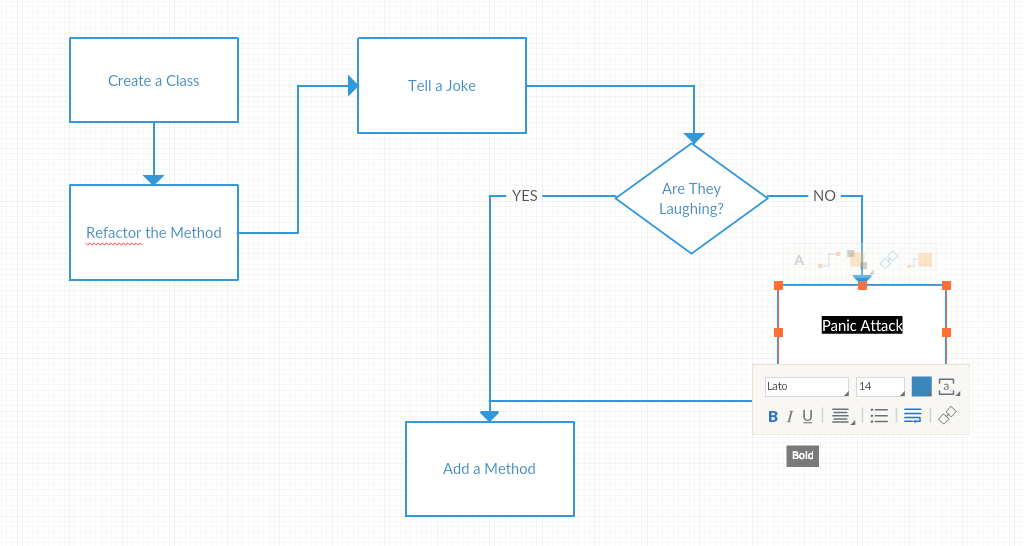 Create a Class
Tell a Joke
Are They
Laughing?
YES
NO
Refactor the Method
A
Panic Attack
Lato
14
a
B I U
Bold
Add a Method